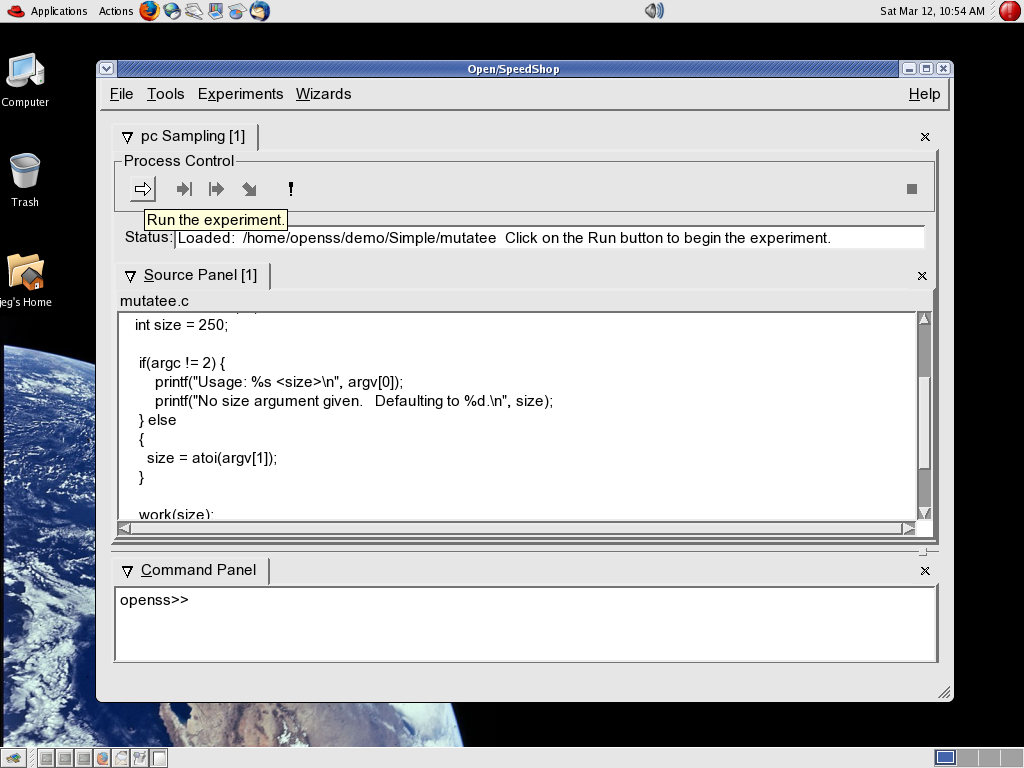 Applications Actions Sat Mar 12, 10:54 AM
Computer
Trash
jeg's Home
Open/SpeedShop
File Tools Experiments Wizards Help
pc Sampling [1]
Process Control
Run the experiment.
Status: Loaded: /home/openss/demo/Simple/mutatee Click on the Run button to begin the experiment.
Source Panel [1]
mutatee.c
int size = 250;
if(argc != 2) {
printf("Usage: %s <size>\n", argv[0]);
printf("No size argument given. Defaulting to %d.\n", size);
} else
{
size = atoi(argv[1]);
}
work(size);
Command Panel
openss>>